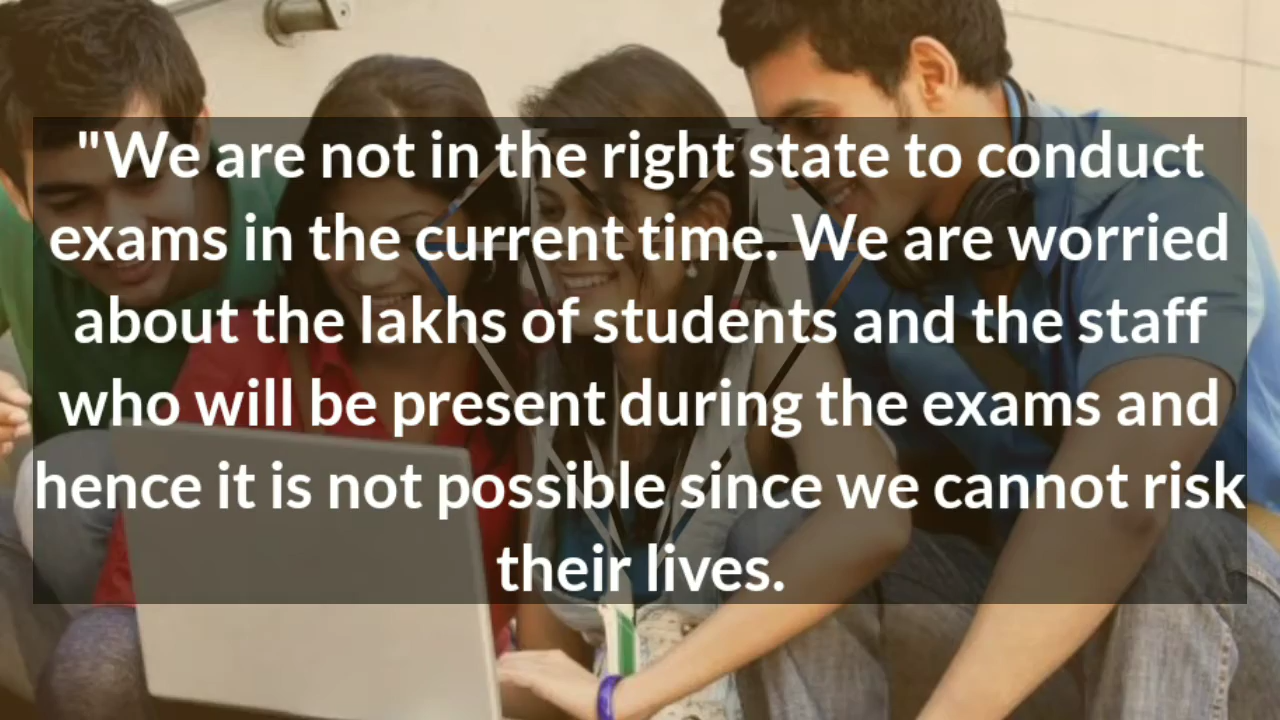 "We are not in the right state to conduct
exams in the current time. We are worried
about the lakhs of students and the staff
who will be present during the exams and
hence it is not possible since we cannot risk
their lives.